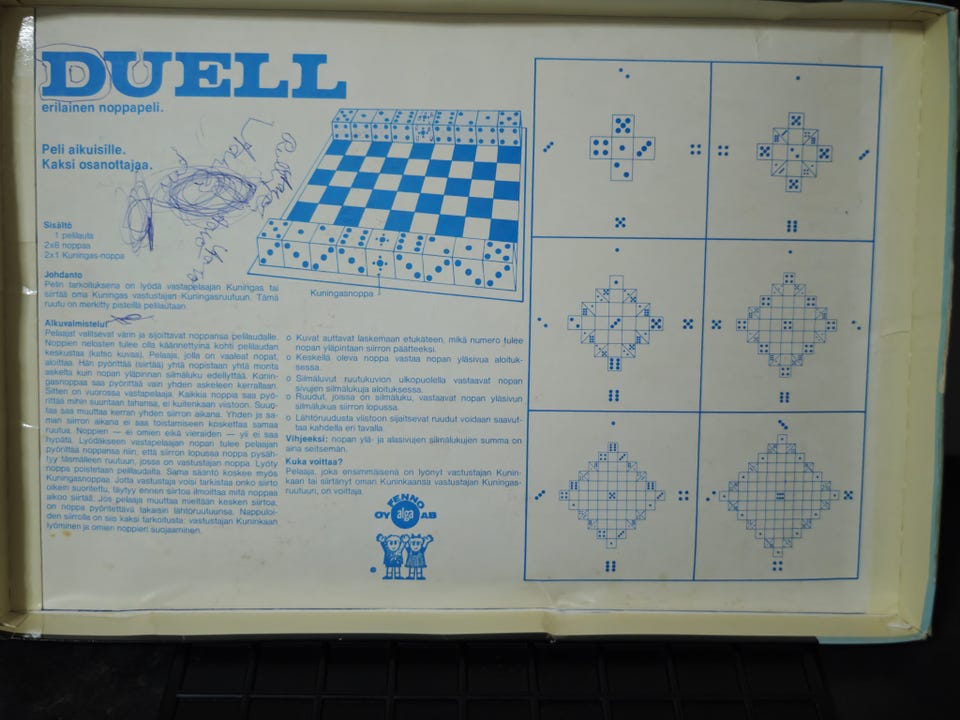 DUELL
erilainen noppapeli.
Peli aikuisille.
Kaksi osanottajaa.
Sisältö
1 pelilauta
2x8 noppaa
2x1 Kuningas-noppa
Johdanto
Pelin tarkoituksena on lyödä vastapelaajan Kuningas tai
siirtää oma Kuningas vastustajan Kuningasruutuun. Tämä
ruutu on merkitty pisteillä pelilautaan.
Kuningasnoppa
Alkuvalmistelut
Pelaajat valitsevat värin ja sijoittavat noppansa pelilaudalle.
Noppien nelosten tulee olla käännettyinä kohti pelilaudan
keskustaa (katso kuvaa). Pelaaja, jolla on vaaleat nopat,
aloittaa. Hän pyörittää (siirtää) yhtä nopistaan yhtä monta
askelta kuin nopan yläpinnan silmäluku edellyttää. Kunin-
gasnoppaa saa pyörittää vain yhden askeleen kerrallaan.
Sitten on vuorossa vastapelaaja. Kaikkia noppia saa pyö-
rittää mihin suuntaan tahansa, ei kuitenkaan viistoon. Suun-
taa saa muuttaa kerran yhden siirron aikana. Yhden ja sa-
man siirron aikana ei saa toistamiseen koskettaa samaa
ruutua. Noppien — ei omien eikä vieraiden — yli ei saa
hypätä. Lyödäkseen vastapelaajan nopan tulee pelaajan
pyörittää noppansa niin, että siirron lopussa noppa pysäh-
tyy täsmälleen ruutuun, jossa on vastustajan noppa. Lyöty
noppa poistetaan pelilaudalta. Sama sääntö koskee myös
Kuningasnoppaa. Jotta vastustaja voisi tarkistaa onko siirto
oikein suoritettu, täytyy ennen siirtoa ilmoittaa mitä noppaa
aikoo siirtää. Jos pelaaja muuttaa mieltään kesken siirtoa,
on noppa pyöritettävä takaisin lähtöruutuunsa. Nappuloi-
den siirrolla on siis kaksi tarkoitusta: vastustajan Kuninkaan
lyöminen ja omien noppien suojaaminen.
o Kuvat auttavat laskemaan etukäteen, mikä numero tulee
nopan yläpintaan siirron päätteeksi.
o Keskellä oleva noppa vastaa nopan yläsivua aloituk-
sessa.
o Silmäluvut ruutukuvion ulkopuolella vastaavat nopan
sivujen silmälukuja aloituksessa.
o Ruudut, joissa on silmäluku, vastaavat nopan yläsivun
silmälukua siirron lopussa.
o Lähtöruudusta viistoon sijaitsevat ruudut voidaan saavut-
taa kahdella eri tavalla.
Vihjeeksi: nopan ylä- ja alasivujen silmälukujen summa on
aina seitsemän.
Kuka voittaa?
Pelaaja, joka ensimmäisenä on lyönyt vastustajan Kunin-
kaan tai siirtänyt oman Kuninkaansa vastustajan Kuningas-
ruutuun, on voittaja.
FENNO
OY alga AB